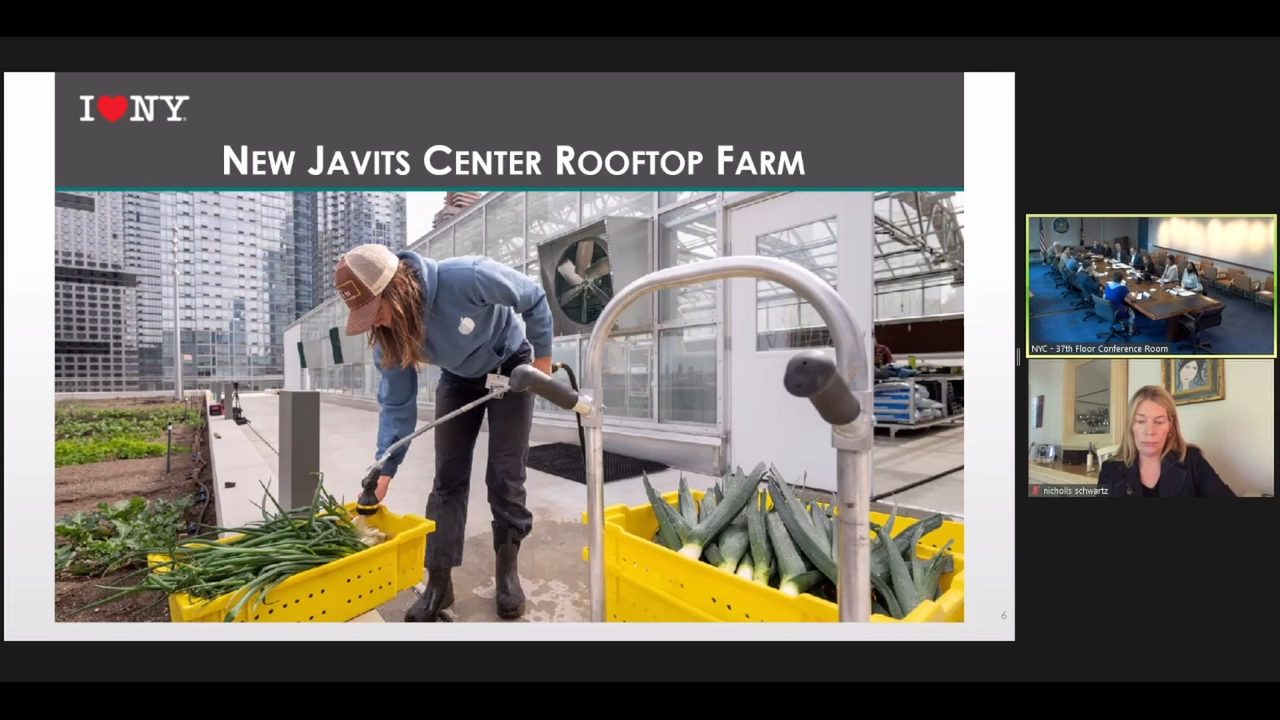 I NY
NEW JAVITS CENTER ROOFTOP FARM
6
NYC - 37th Floor Conference Room
nicholls schwartz